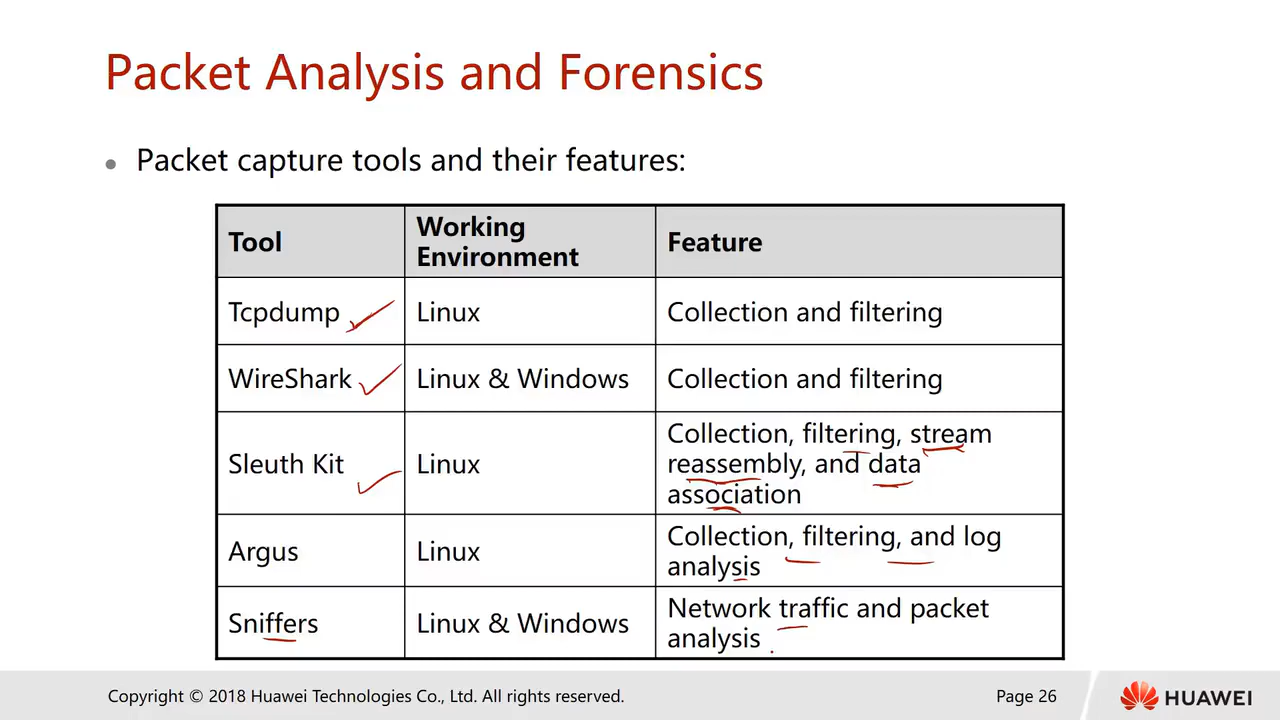 Packet Analysis and Forensics
• Packet capture tools and their features:
Tool
Working
Environment
Feature
Tcpdump
Linux
Collection and filtering
WireShark
Linux & Windows
Collection and filtering
Sleuth Kit
Linux
Collection, filtering, stream
reassembly, and data
association
Argus
Linux
Collection, filtering, and log
analysis
Sniffers
Linux & Windows
Network traffic and packet
analysis
Copyright © 2018 Huawei Technologies Co., Ltd. All rights reserved.
Page 26
HUAWEI